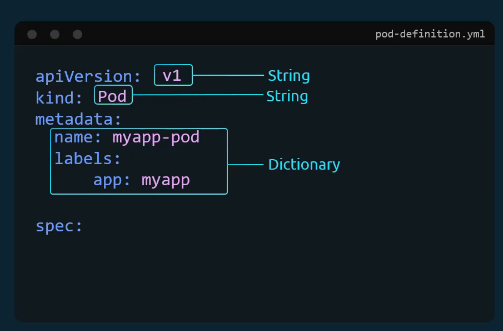 pod-definition.yml
apiVersion: v1 String
kind: Pod String
metadata:
name: myapp-pod
labels:
Dictionary
app: myapp
spec: